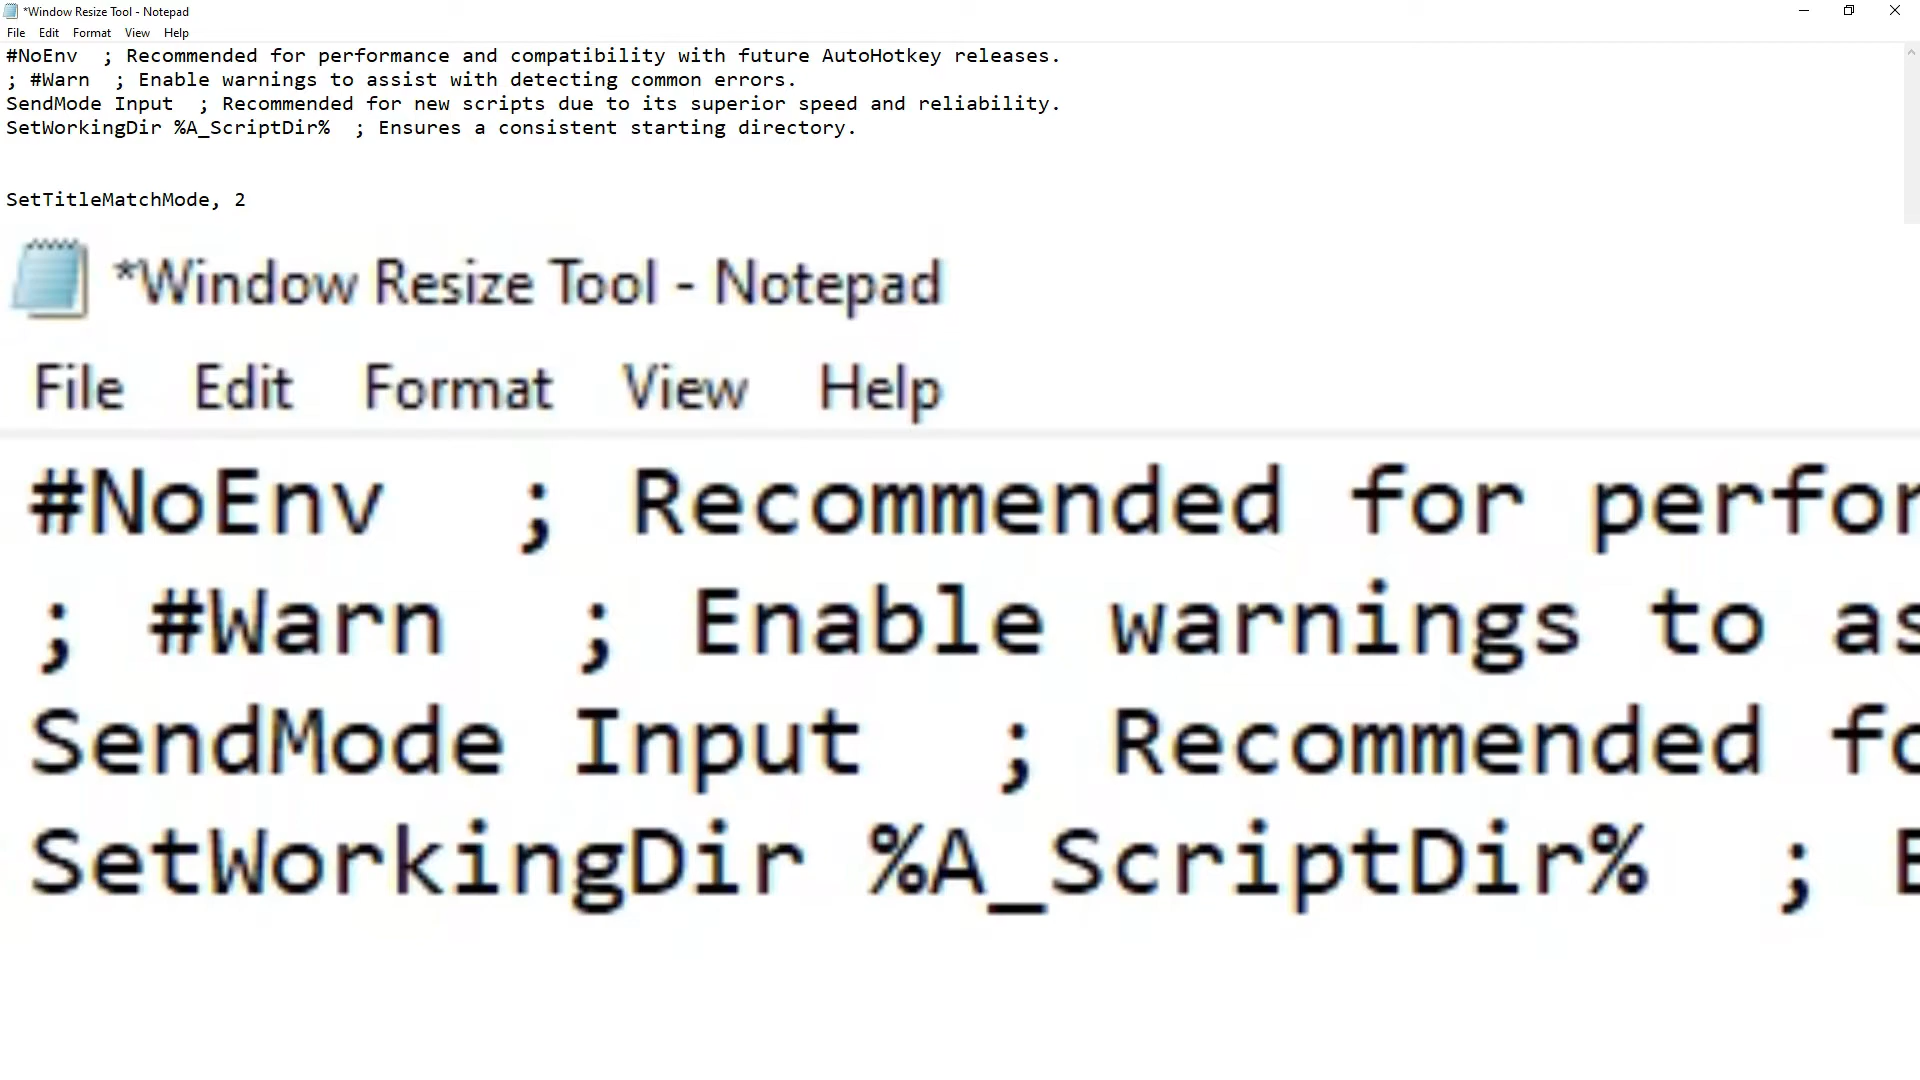 *Window Resize Tool - Notepad
File Edit Format View Help
#NoEnv  ; Recommended for performance and compatibility with future AutoHotkey releases.
; #Warn  ; Enable warnings to assist with detecting common errors.
SendMode Input  ; Recommended for new scripts due to its superior speed and reliability.
SetWorkingDir %A_ScriptDir%  ; Ensures a consistent starting directory.
SetTitleMatchMode, 2
*Window Resize Tool - Notepad
File Edit Format View Help
#NoEnv  ; Recommended for perfor
; #Warn  ; Enable warnings to as
SendMode Input  ; Recommended fo
SetWorkingDir %A_ScriptDir%  ; E